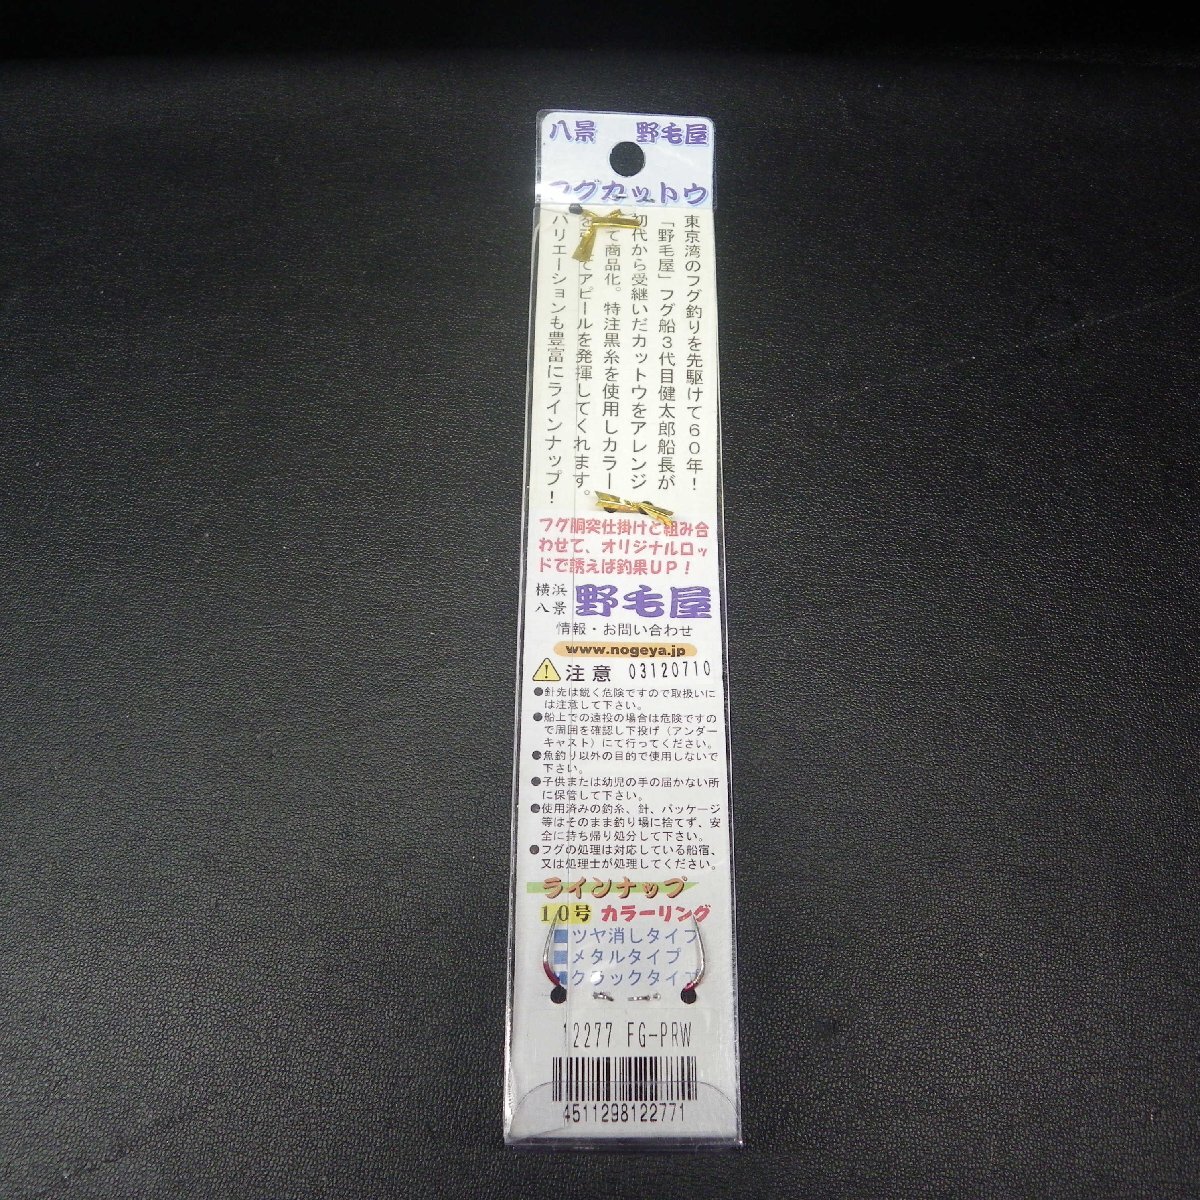 八景 野毛屋
フグカットウ
東京湾のフグ釣りを先駆けて60年！
「野毛屋」フグ船3代目健太郎船長が
初代から受継いだカットウをアレンジ
て商品化。特注黒糸を使用しカラー
てアピールを発揮してくれます。
バリエーションも豊富にラインナップ！
フグ胴突仕掛けと組み合
わせて、オリジナルロッ
ドで誘えば釣果UP！
横浜
八景 野毛屋
情報・お問い合わせ
www.nogeya.jp
注意 03120710
●針先は鋭く危険ですので取扱いに
は注意して下さい。
●船上での遠投の場合は危険ですの
で周囲を確認し下投げ（アンダー
キャスト）にて行ってください。
●魚釣り以外の目的で使用しないで
下さい。
●子供または幼児の手の届かない所
に保管して下さい。
●使用済みの釣糸、針、パッケージ
等はそのまま釣り場に捨てず、安
全に持ち帰り処分して下さい。
●フグの処理は対応している船宿、
又は処理士が処理してください。
ラインナップ
10号 カラーリング
ツヤ消しタイプ
メタルタイプ
クラックタイプ
12277 FG-PRW
4511298122771